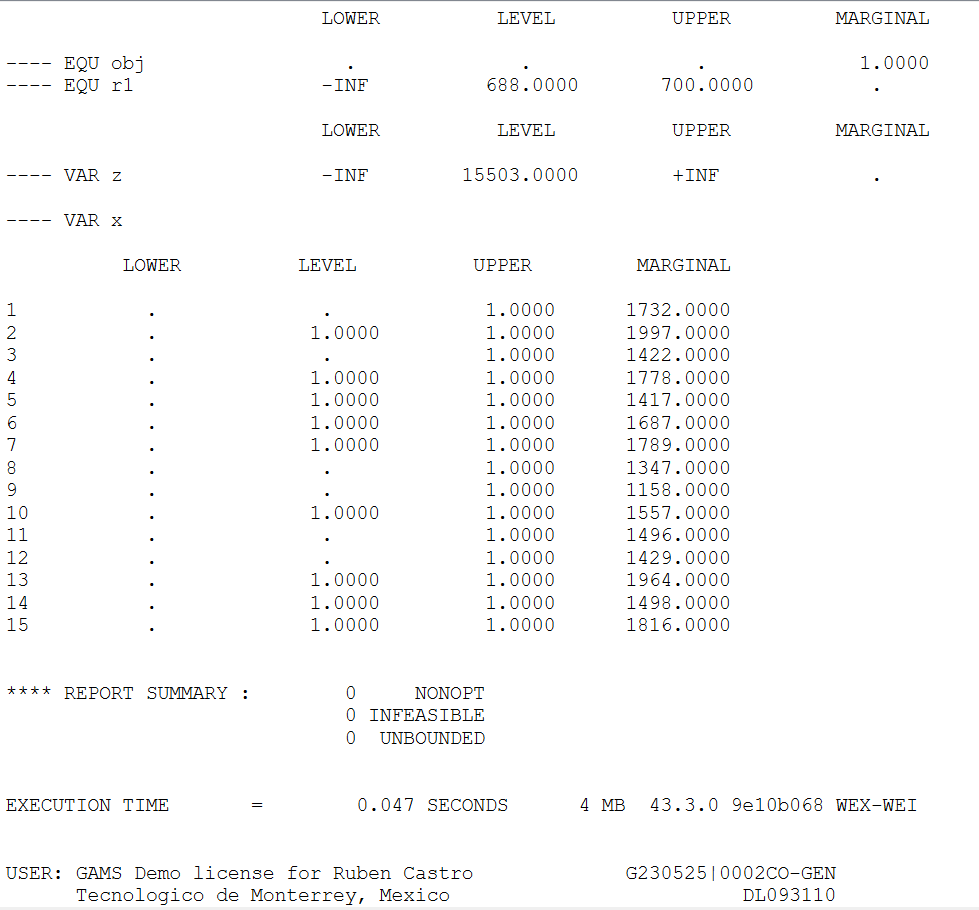 LOWER LEVEL UPPER MARGINAL
---- EQU obj . . . 1.0000
---- EQU r1 -INF 688.0000 700.0000 .
LOWER LEVEL UPPER MARGINAL
---- VAR z -INF 15503.0000 +INF .
---- VAR x
LOWER LEVEL UPPER MARGINAL
1 . . 1.0000 1732.0000
2 . 1.0000 1.0000 1997.0000
3 . . 1.0000 1422.0000
4 . 1.0000 1.0000 1778.0000
5 . 1.0000 1.0000 1417.0000
6 . 1.0000 1.0000 1687.0000
7 . 1.0000 1.0000 1789.0000
8 . . 1.0000 1347.0000
9 . . 1.0000 1158.0000
10 . 1.0000 1.0000 1557.0000
11 . . 1.0000 1496.0000
12 . . 1.0000 1429.0000
13 . 1.0000 1.0000 1964.0000
14 . 1.0000 1.0000 1498.0000
15 . 1.0000 1.0000 1816.0000
**** REPORT SUMMARY : 0 NONOPT
0 INFEASIBLE
0 UNBOUNDED
EXECUTION TIME = 0.047 SECONDS 4 MB 43.3.0 9e10b068 WEX-WEI
USER: GAMS Demo license for Ruben Castro G230525|0002CO-GEN
Tecnologico de Monterrey, Mexico DL093110